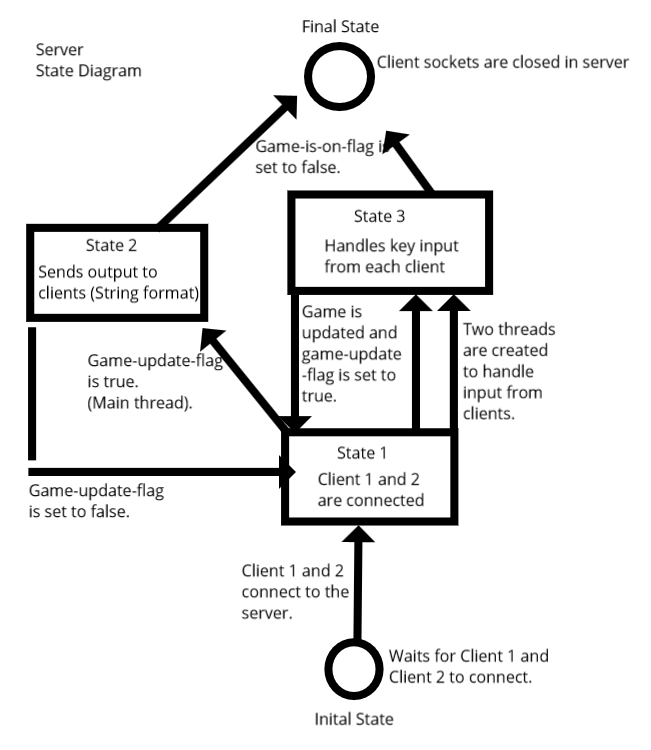 Final State
Server
State Diagram
Client sockets are closed in server
Game-is-on-flag is
set to false.
State 3
Handles key input
from each client
State 2
Sends output to
clients (String format)
Game is
updated and
game-update
-flag is set to
true.
Two threads
are created
to handle
input from
clients.
Game-update-flag
is true.
(Main thread).
State 1
Client 1 and 2
are connected
Game-update-flag
is set to false.
Client 1 and 2
connect to the
server.
Waits for Client 1 and
Client 2 to connect.
Inital State